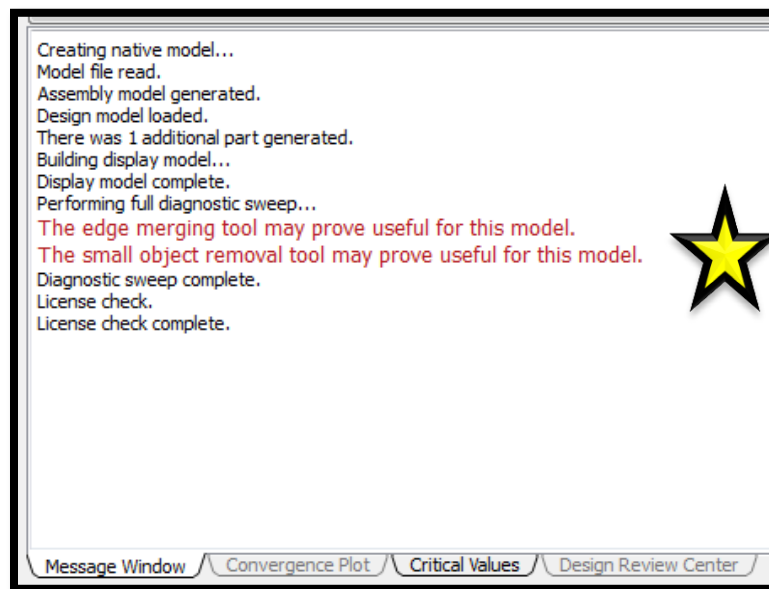 Creating native model...
Model file read.
Assembly model generated.
Design model loaded.
There was 1 additional part generated.
Building display model...
Display model complete.
Performing full diagnostic sweep...
The edge merging tool may prove useful for this model.
The small object removal tool may prove useful for this model.
Diagnostic sweep complete.
License check.
License check complete.
Message Window Convergence Plot Critical Values Design Review Center